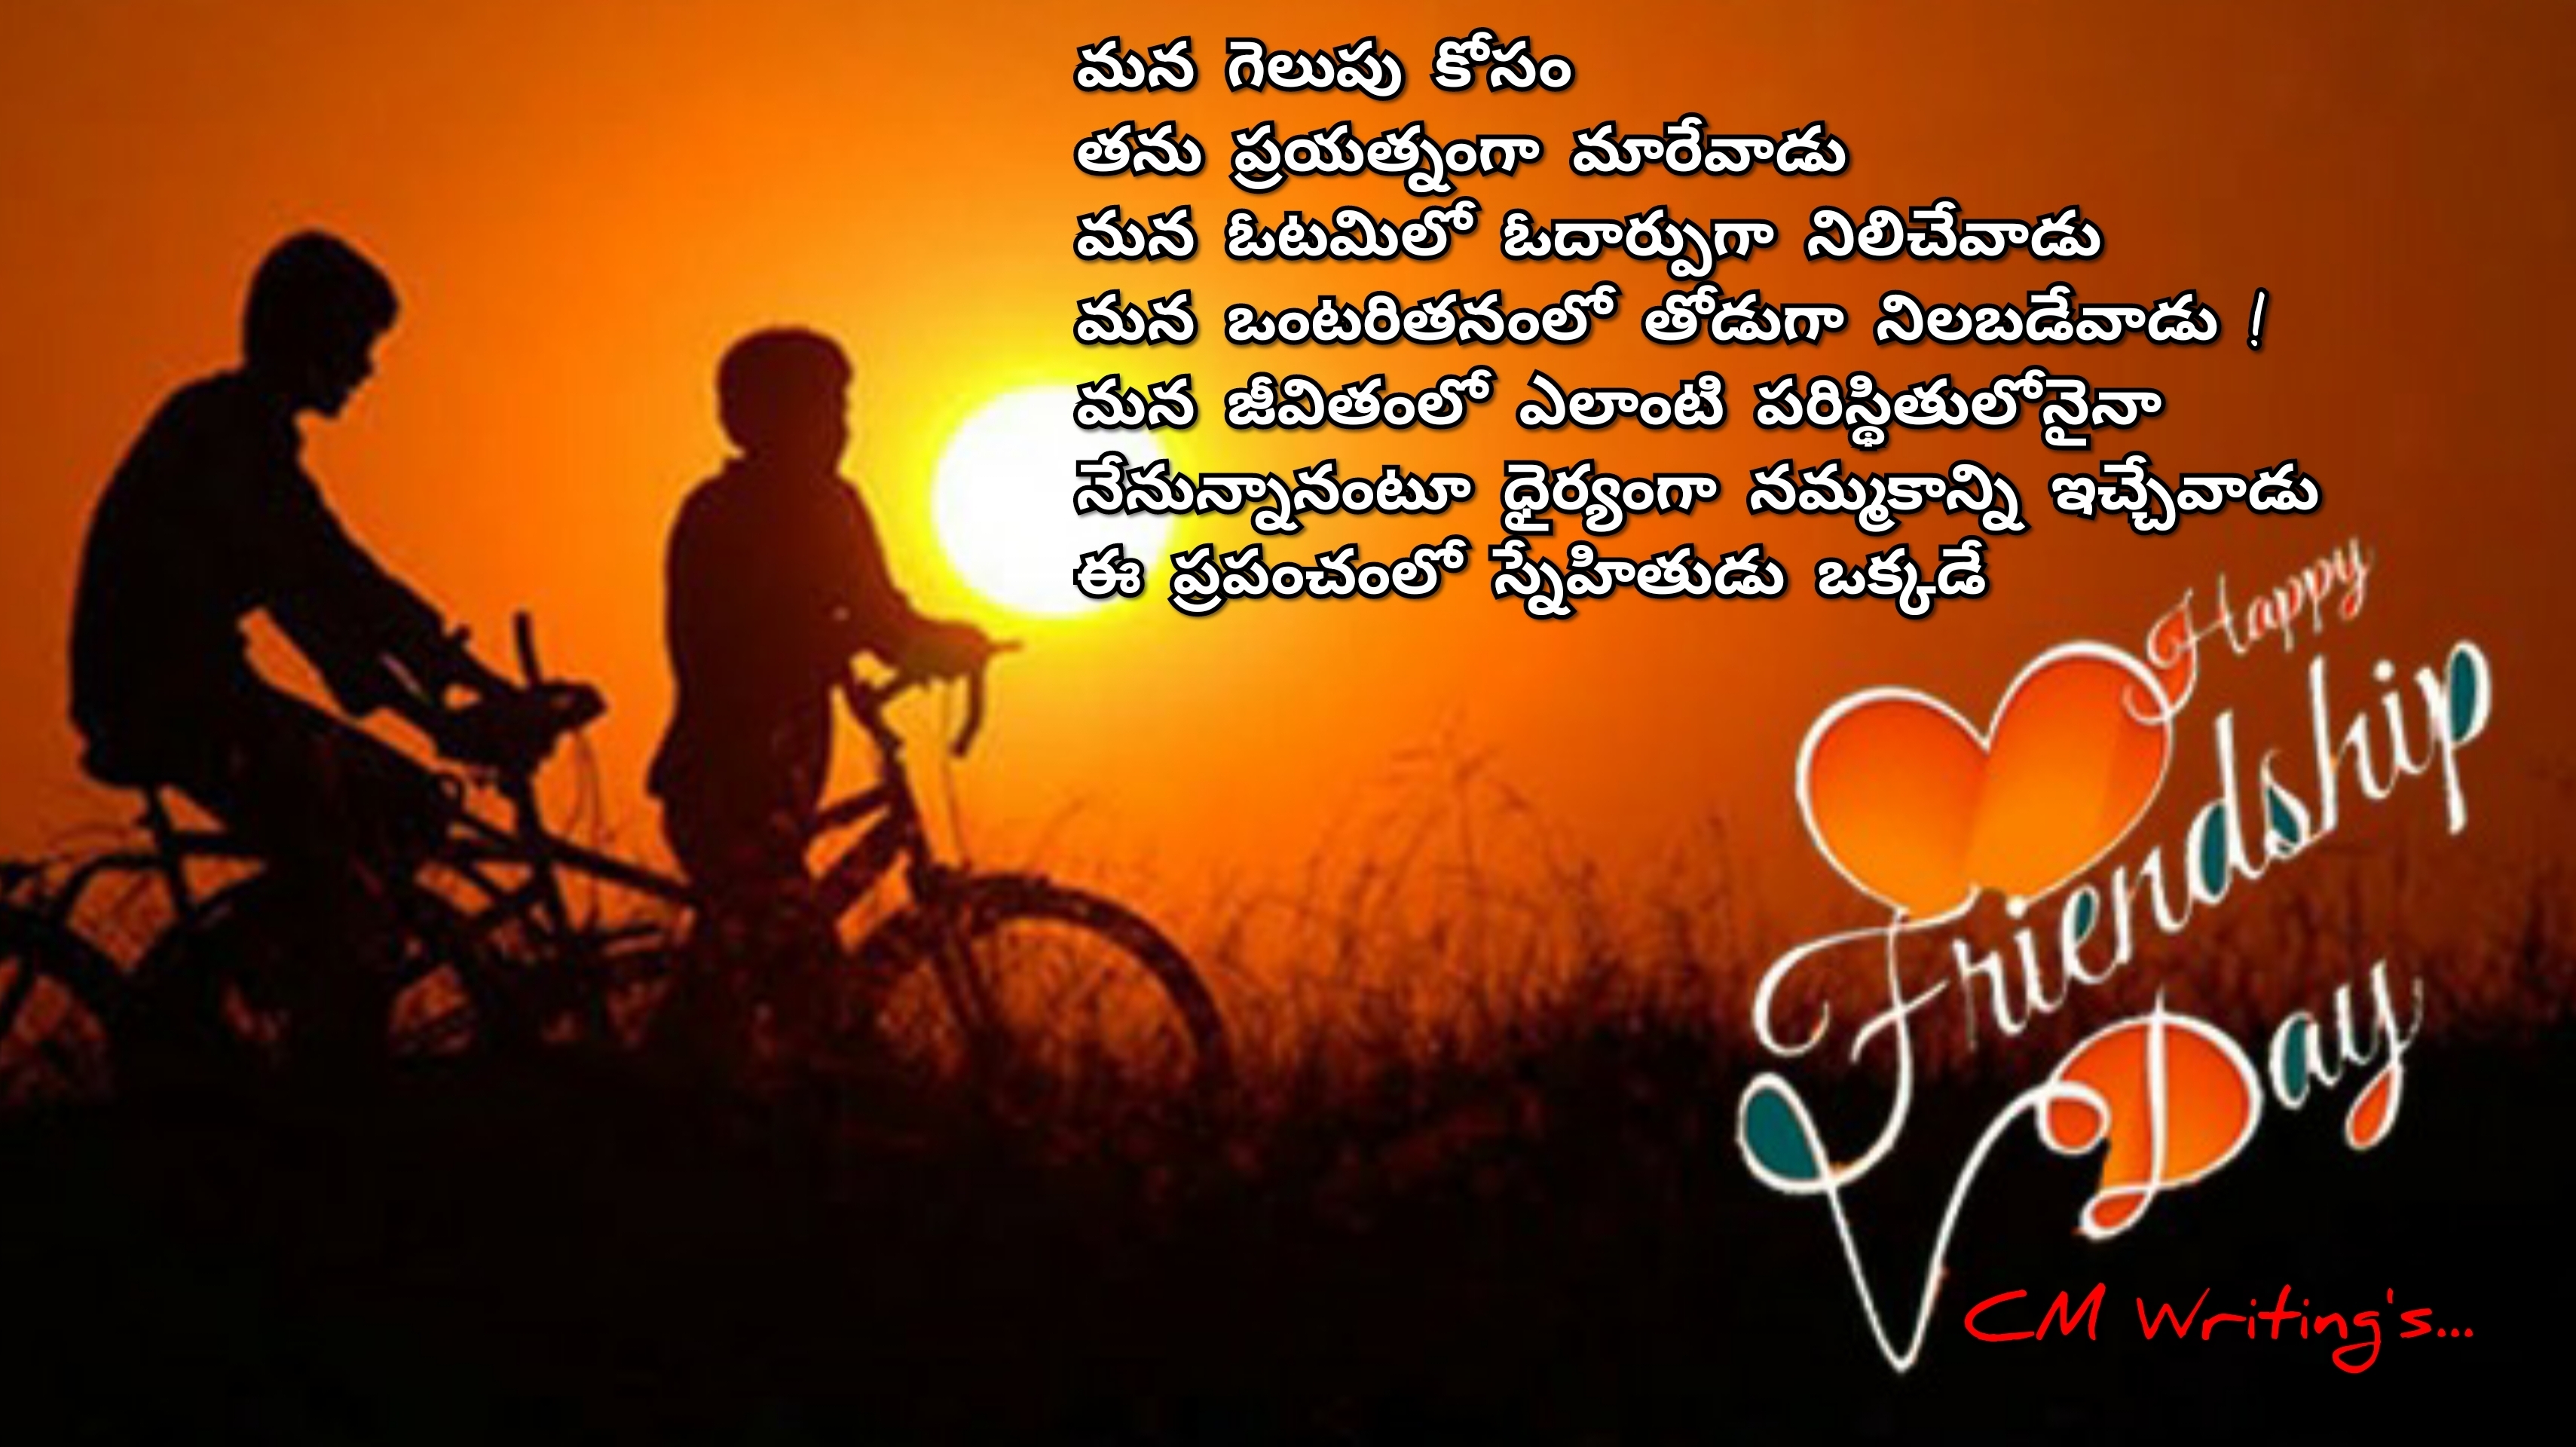 మన గెలుపు కోసం
తను ప్రయత్నంగా మారేవాడు
మన ఓటమిలో ఓదార్పుగా నిలిచేవాడు
మన ఒంటరితనంలో తోడుగా నిలబడేవాడు !
మన జీవితంలో ఎలాంటి పరిస్థితుల్లోనైనా
నేనున్నానంటూ ధైర్యంగా నమ్మకాన్ని ఇచ్చేవాడు
ఈ ప్రపంచంలో స్నేహితుడు ఒక్కడే
Happy
Friendship
Day
CM Writing's...